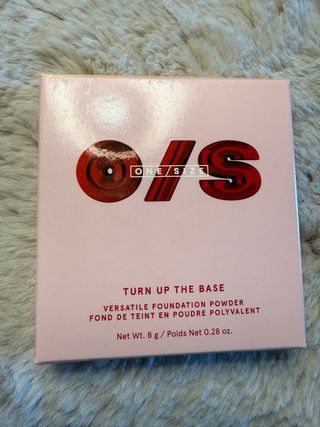 O/S
ONE/SIZE
TURN UP THE BASE
VERSATILE FOUNDATION POWDER
FOND DE TEINT EN POUDRE POLYVALENT
Net Wt. 8 g / Poids Net 0.28 oz.